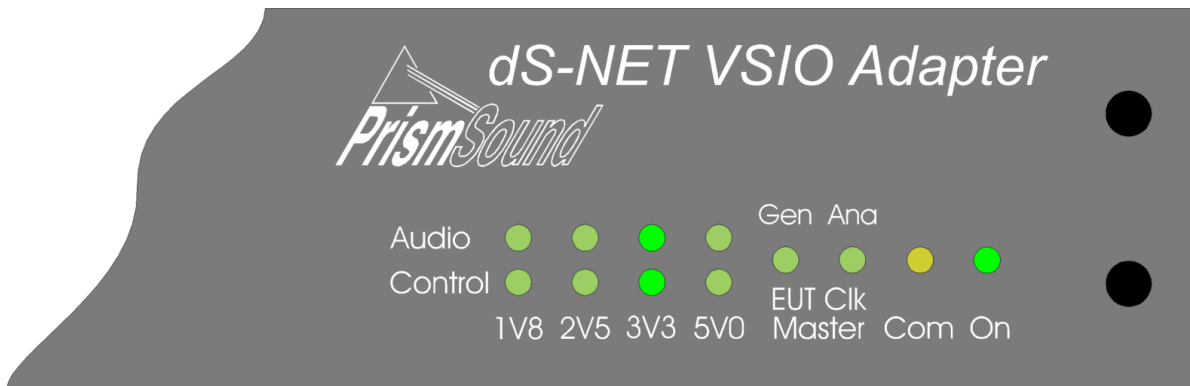 dS-NET VSIO Adapter
PrismSound
Gen Ana
Audio
Control
EUT Clk
1V8 2V5 3V3 5V0 Master Com On